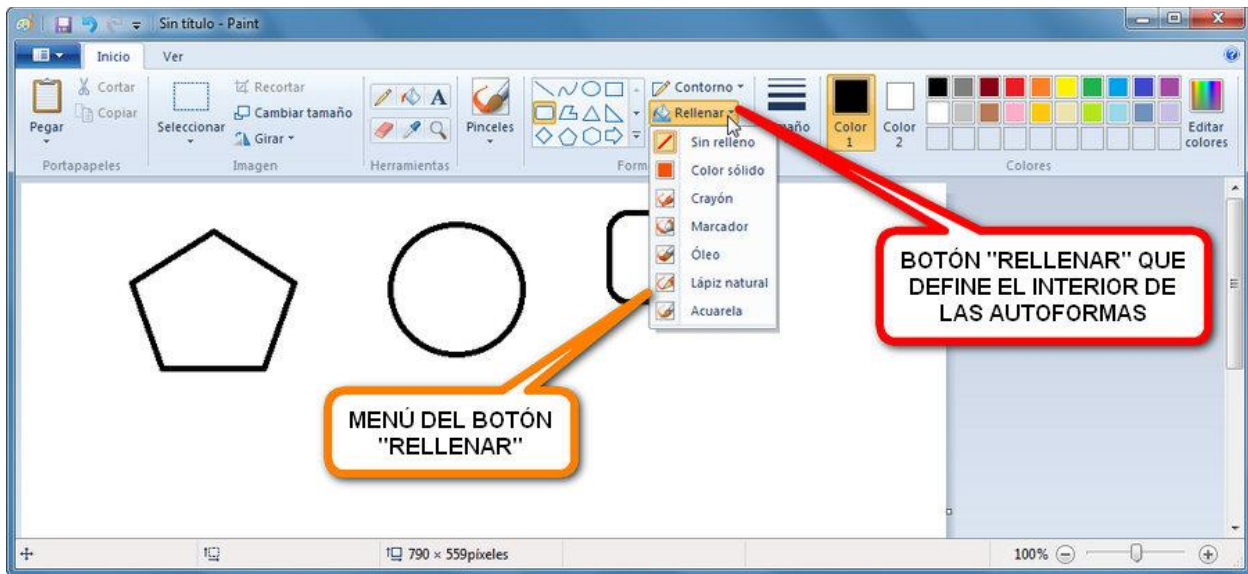 Sin título - Paint
Inicio Ver
Cortar
Copiar
Pegar
Portapapeles
Seleccionar
Recortar
Cambiar tamaño
Girar
Imagen
A
Herramientas
Pinceles
Contorno
Rellenar
Color 1
Color 2
Editar colores
Colores
Sin relleno
Color sólido
Crayón
Marcador
Óleo
Lápiz natural
Acuarela
BOTÓN "RELLENAR" QUE
DEFINE EL INTERIOR DE
LAS AUTOFORMAS
MENÚ DEL BOTÓN
"RELLENAR"
790 × 559píxeles
100%